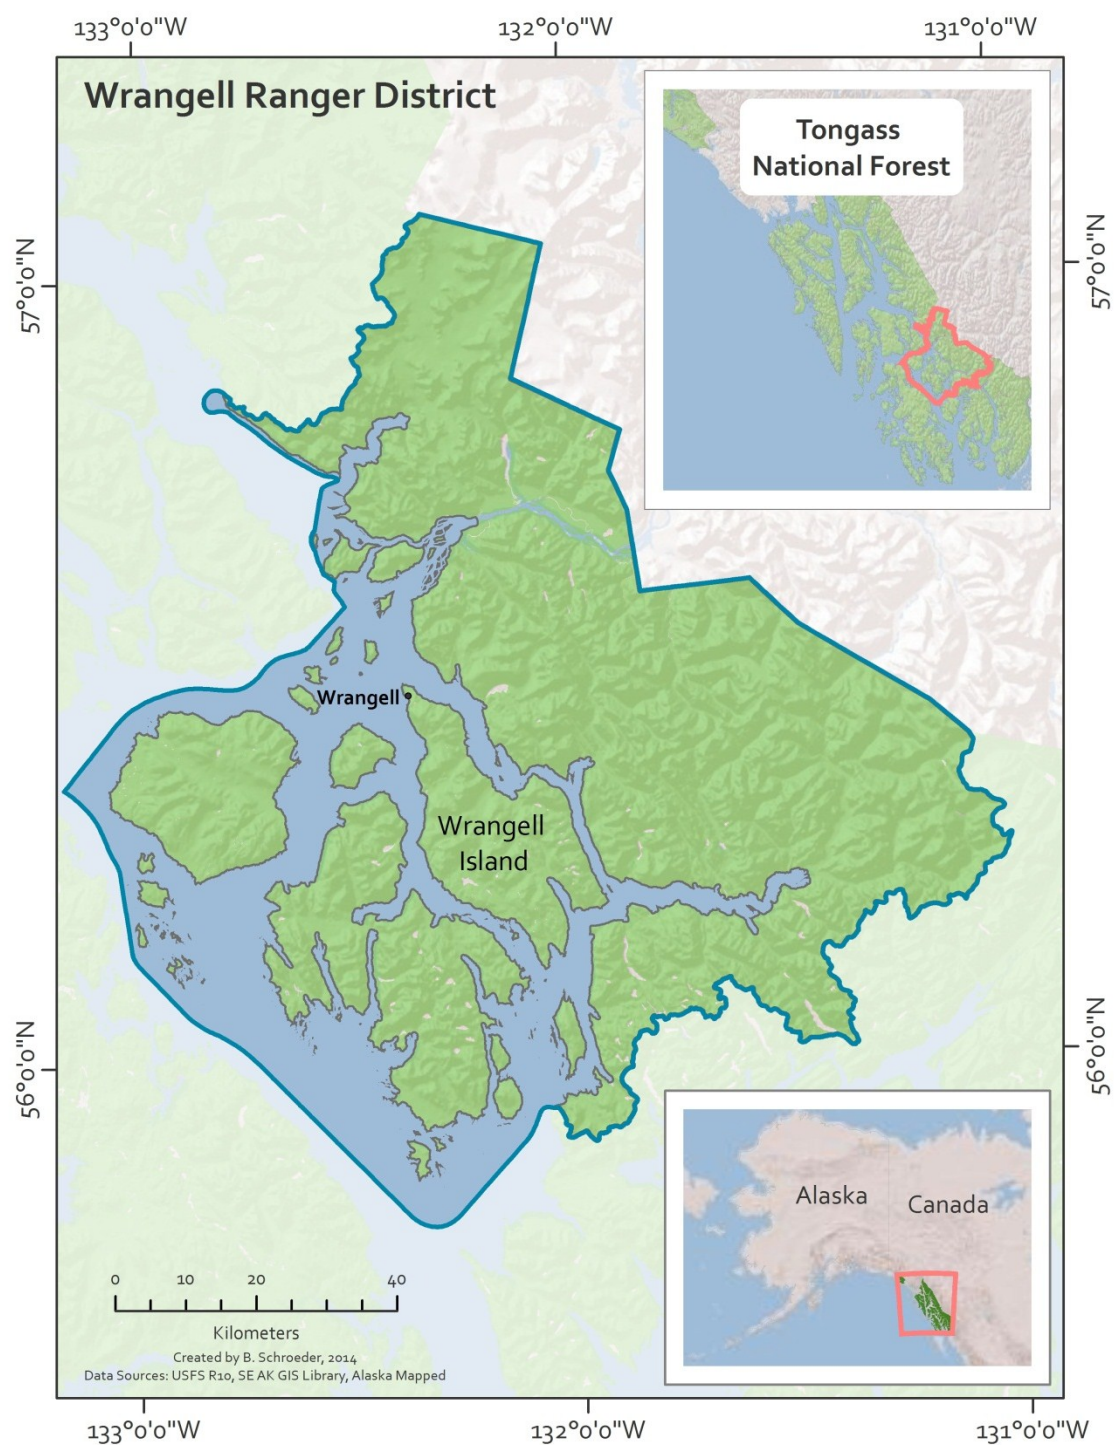 133°0'0"W
132°0'0"W
131°0'0"W
Wrangell Ranger District
Tongass
National Forest
57°0'0"N
57°0'0"N
Wrangell
Wrangell
Island
56°0'0"N
56°0'0"N
Alaska
Canada
0 10 20 40
Kilometers
Created by B. Schroeder, 2014
Data Sources: USFS R10, SE AK GIS Library, Alaska Mapped
133°0'0"W
132°0'0"W
131°0'0"W